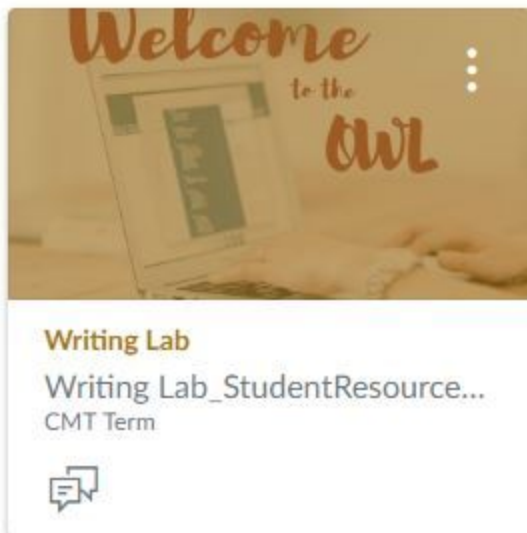 Welcome
to the
OWL
Writing Lab
Writing Lab_StudentResource...
CMT Term